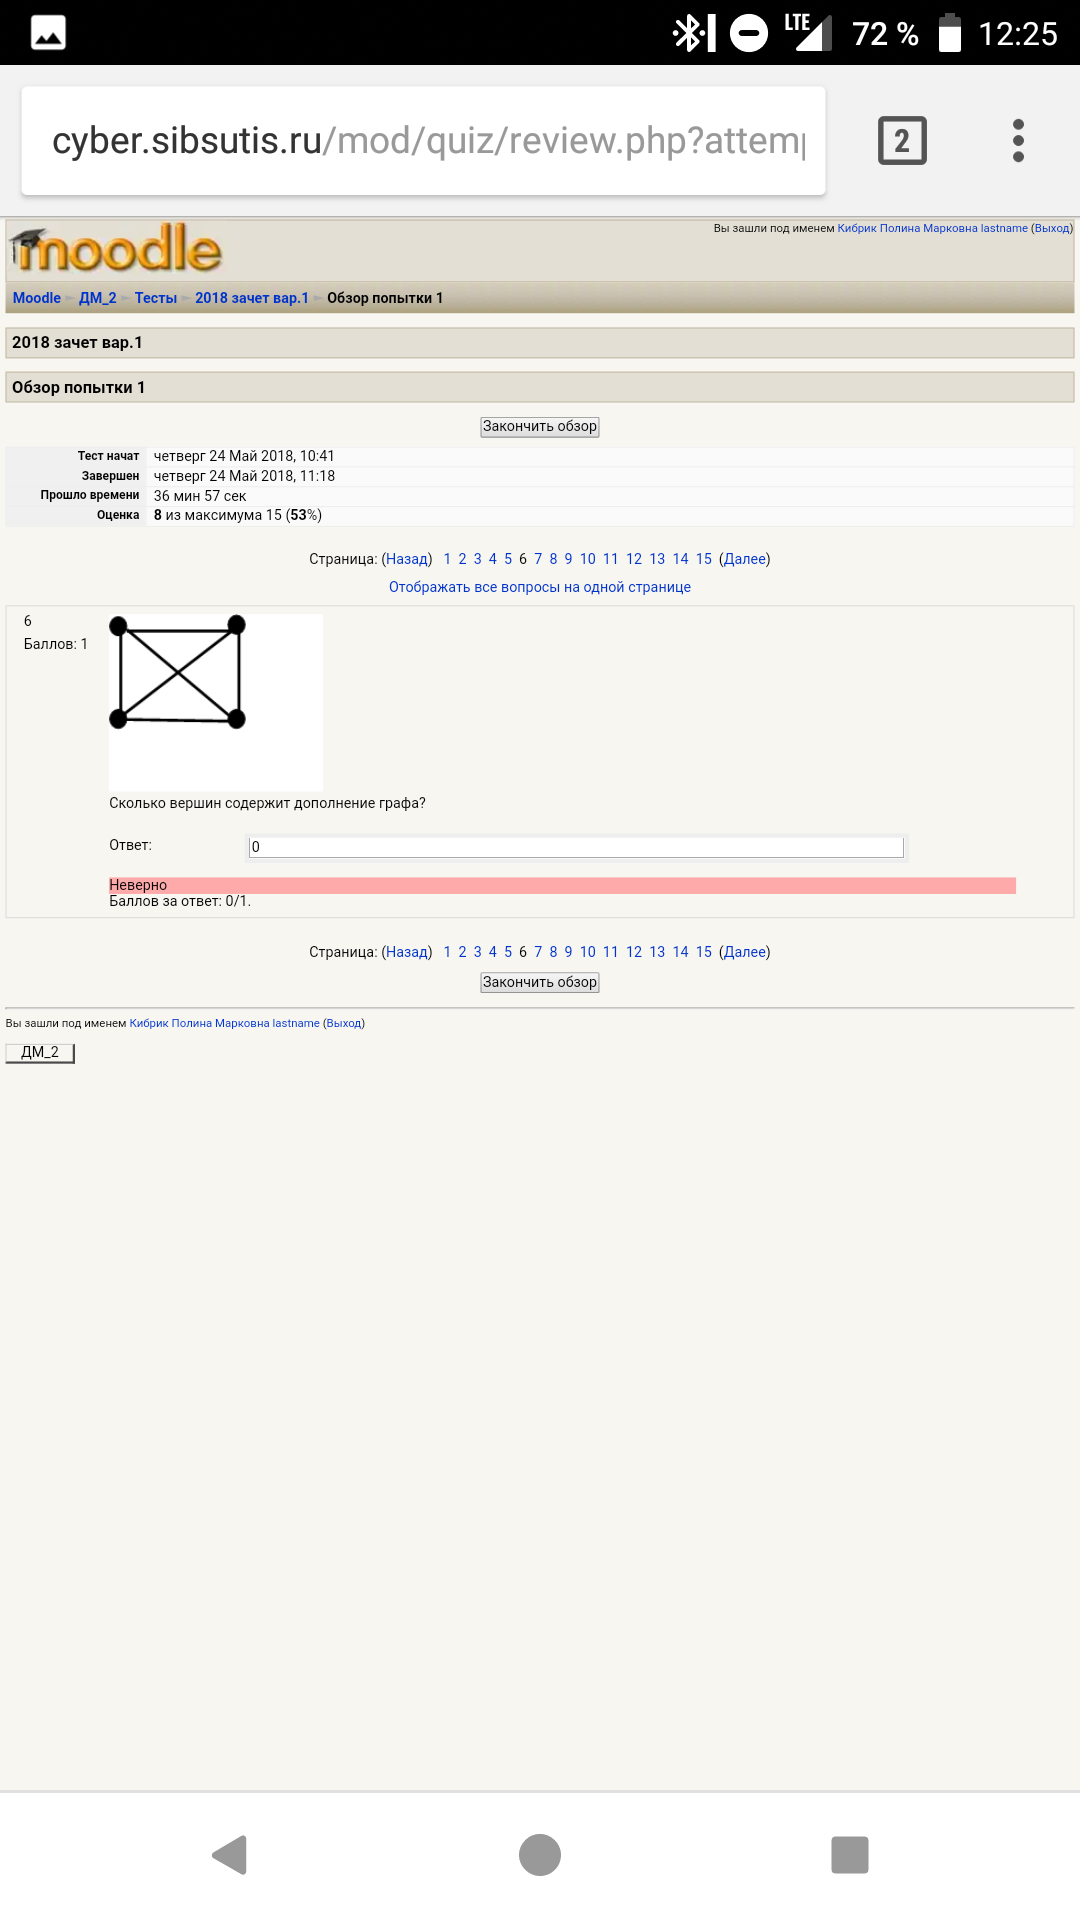 LTE 72 % 12:25
cyber.sibsutis.ru/mod/quiz/review.php?attem
2
moodle
Вы зашли под именем Кибрик Полина Марковна lastname (Выход)
Moodle ► ДМ_2 ► Тесты ► 2018 зачет вар.1 ► Обзор попытки 1
2018 зачет вар.1
Обзор попытки 1
Закончить обзор
Тест начат четверг 24 Май 2018, 10:41
Завершен четверг 24 Май 2018, 11:18
Прошло времени 36 мин 57 сек
Оценка 8 из максимума 15 (53%)
Страница: (Назад) 1 2 3 4 5 6 7 8 9 10 11 12 13 14 15 (Далее)
Отображать все вопросы на одной странице
6
Баллов: 1
Сколько вершин содержит дополнение графа?
Ответ: 0
Неверно
Баллов за ответ: 0/1.
Страница: (Назад) 1 2 3 4 5 6 7 8 9 10 11 12 13 14 15 (Далее)
Закончить обзор
Вы зашли под именем Кибрик Полина Марковна lastname (Выход)
ДМ_2